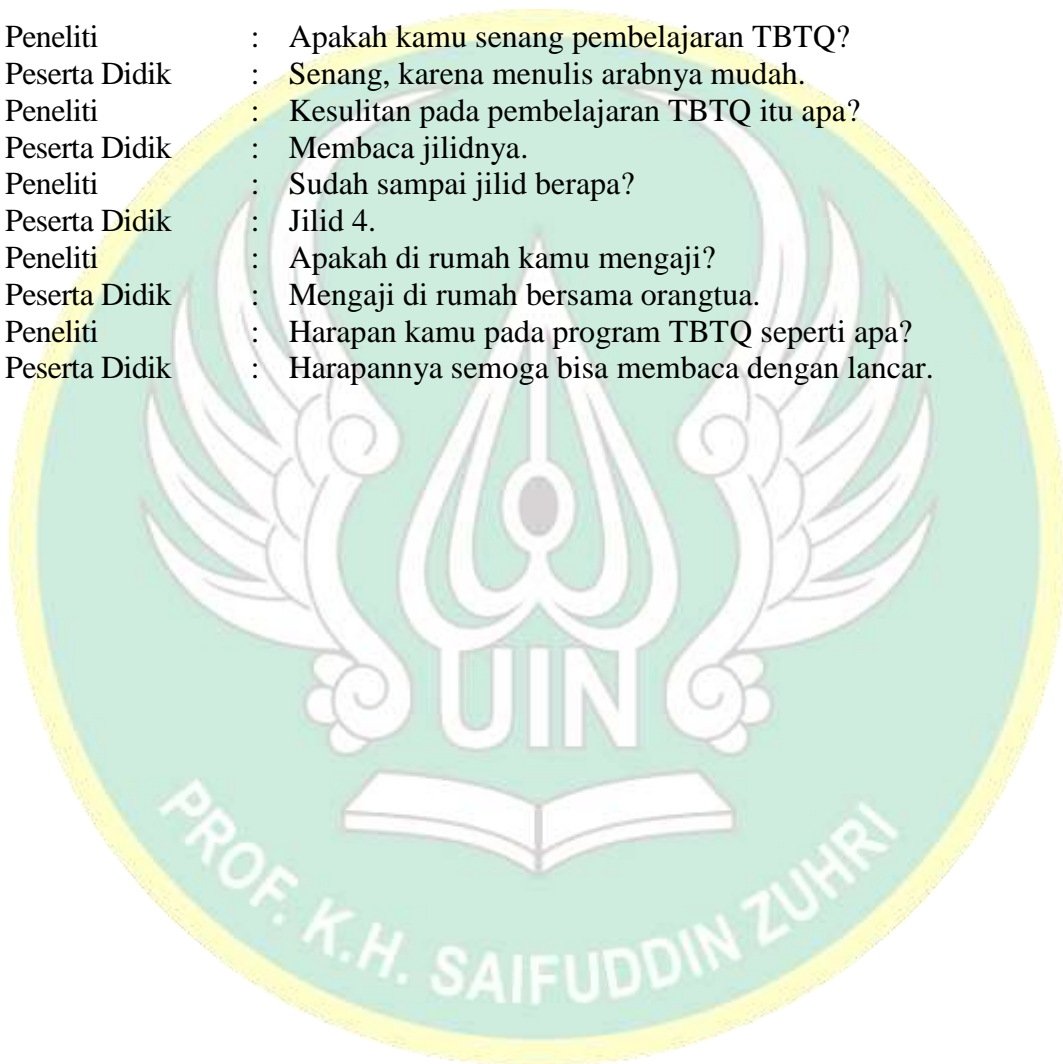 Peneliti : Apakah kamu senang pembelajaran TBTQ?
Peserta Didik : Senang, karena menulis arabnya mudah.
Peneliti : Kesulitan pada pembelajaran TBTQ itu apa?
Peserta Didik : Membaca jilidnya.
Peneliti : Sudah sampai jilid berapa?
Peserta Didik : Jilid 4.
Peneliti : Apakah di rumah kamu mengaji?
Peserta Didik : Mengaji di rumah bersama orangtua.
Peneliti : Harapan kamu pada program TBTQ seperti apa?
Peserta Didik : Harapannya semoga bisa membaca dengan lancar.
UIN
PROF. K.H. SAIFUDDIN ZUHRI